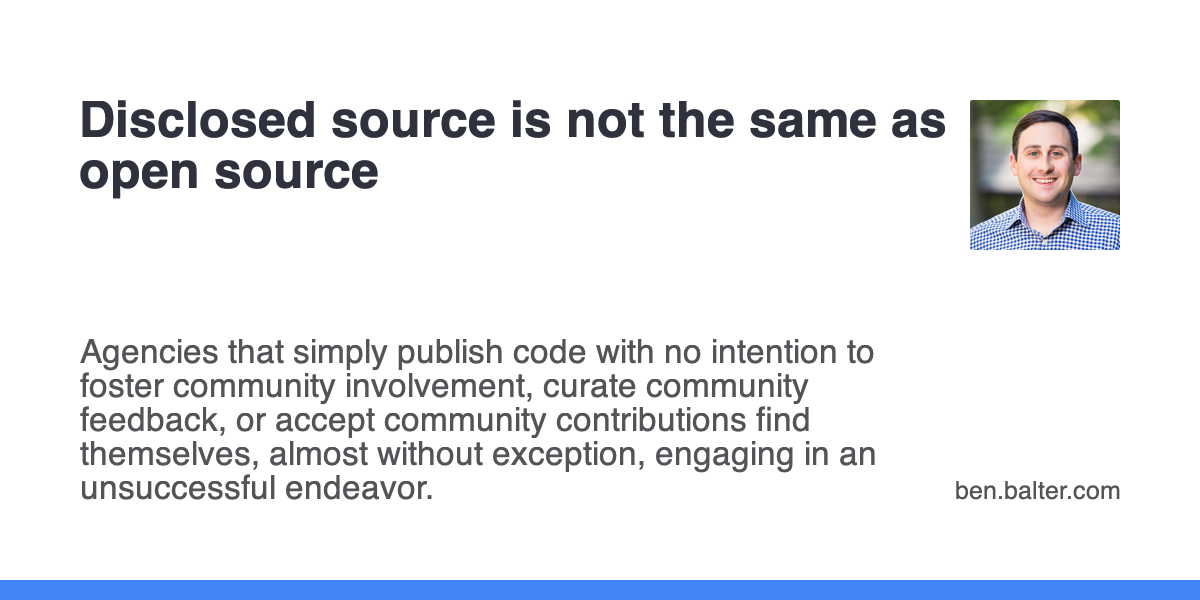 Disclosed source is not the same as
open source
Agencies that simply publish code with no intention to
foster community involvement, curate community
feedback, or accept community contributions find
themselves, almost without exception, engaging in an
unsuccessful endeavor.
ben.balter.com